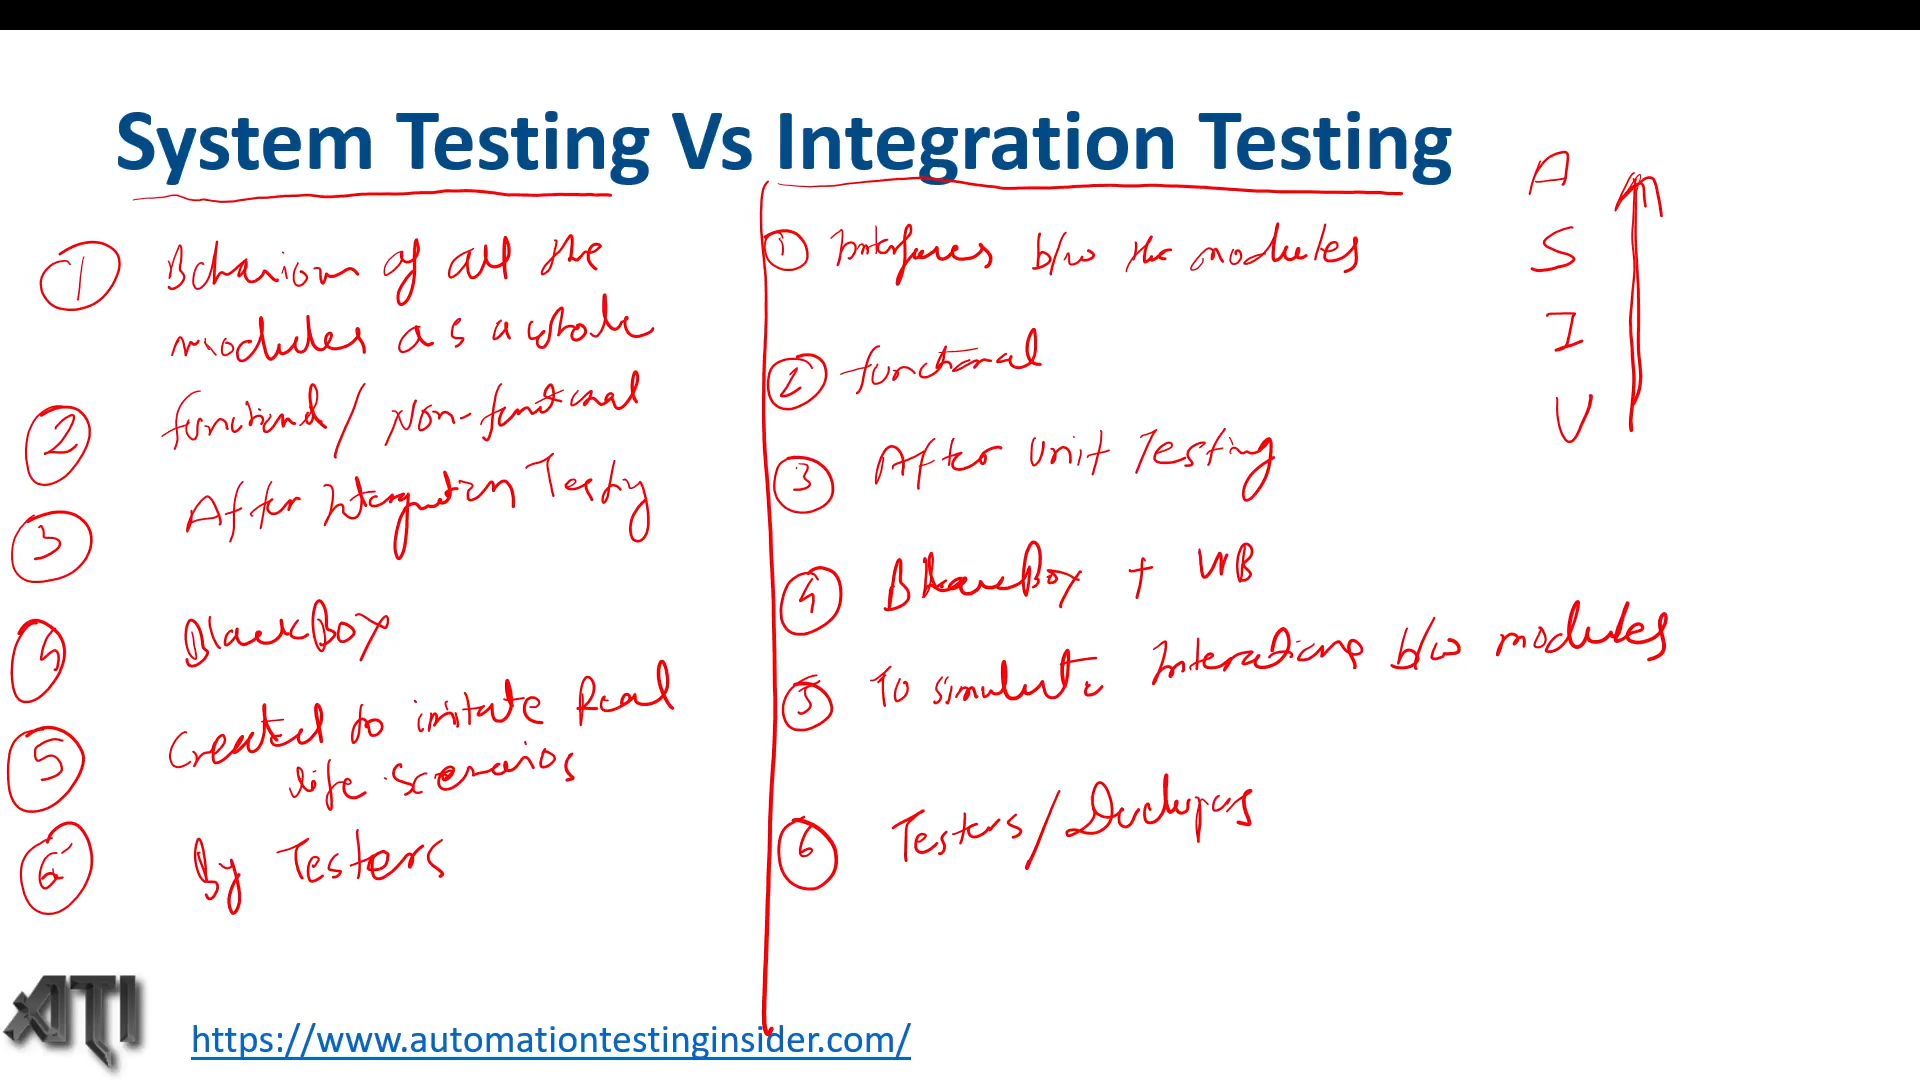 System Testing Vs Integration Testing
1 Behaviour of all the
modules as a whole
2 functional / Non-functional
3 After Integration Testing
4 BlackBox
5 Created to imitate Real
life scenarios
6 By Testers
1 Interfaces b/w the modules
2 functional
3 After Unit Testing
4 BlackBox + WB
5 To simulate Interactions b/w modules
6 Testers / Developers
A
S
I
U
ATI
https://www.automationtestinginsider.com/